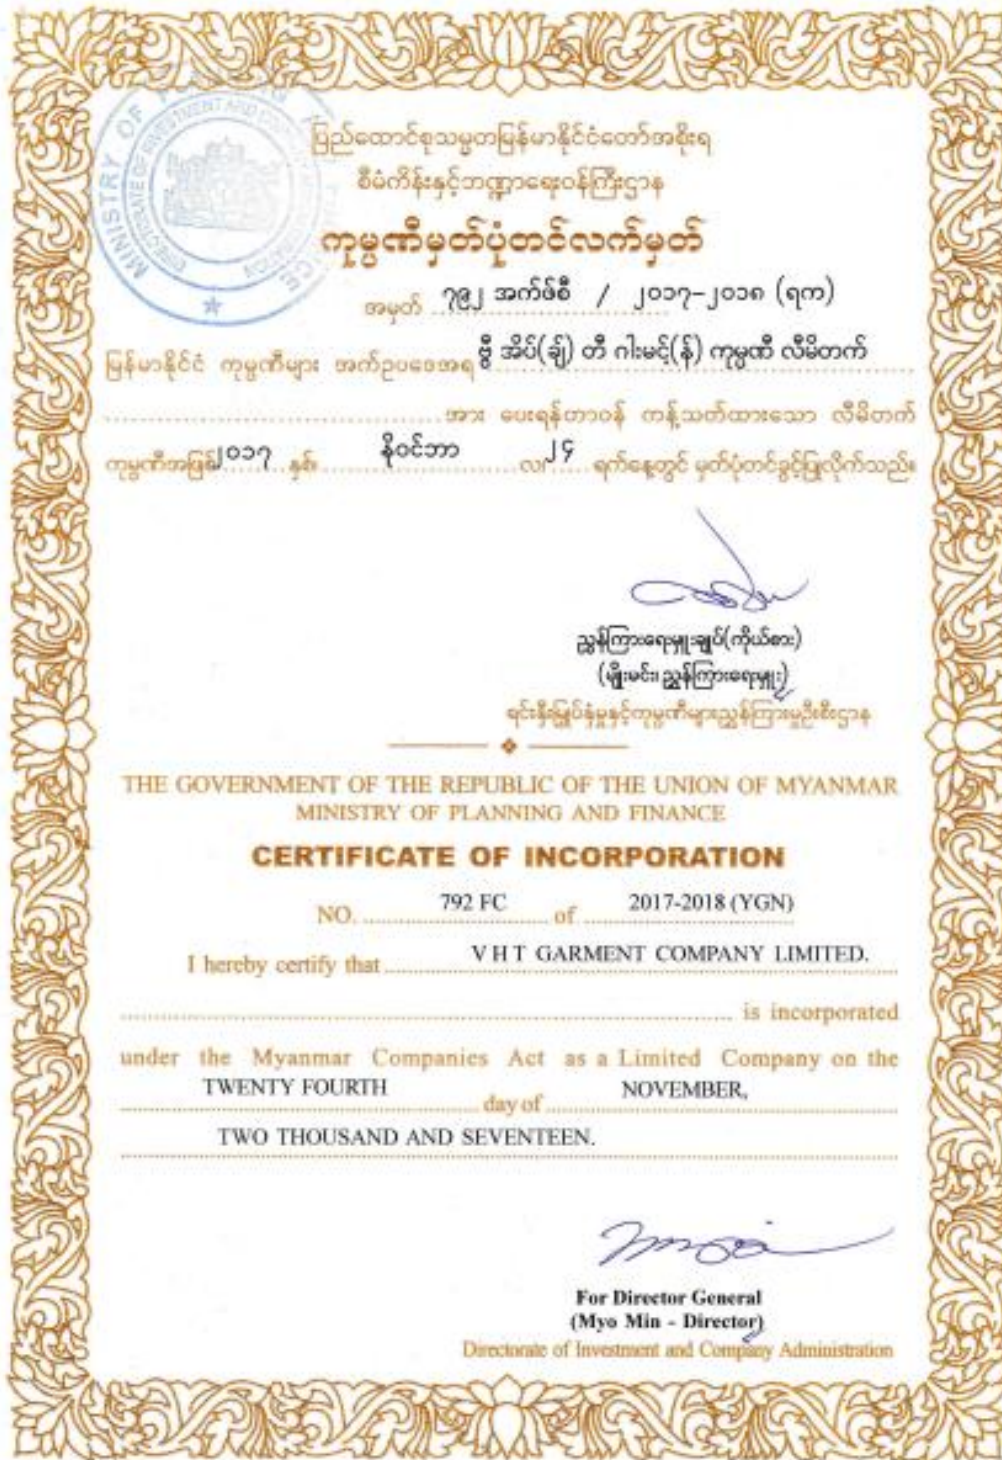 MINISTRY OF PLANNING AND FINANCE
DIRECTORATE OF INVESTMENT AND COMPANY ADMINISTRATION
ပြည်ထောင်စုသမ္မတမြန်မာနိုင်ငံတော်အစိုးရ
စီမံကိန်းနှင့်ဘဏ္ဍာရေးဝန်ကြီးဌာန
ကုမ္ပဏီမှတ်ပုံတင်လက်မှတ်
အမှတ် ၇၉၂ အက်ဖ်စီ / ၂၀၁၇-၂၀၁၈ (ရက)
မြန်မာနိုင်ငံ ကုမ္ပဏီများ အက်ဥပဒေအရ ဗွီ အိပ်(ချ်) တီ ဂါးမင့်(န်) ကုမ္ပဏီ လီမိတက်
အား ပေးရန်တာဝန် ကန့်သတ်ထားသော လီမိတက်
ကုမ္ပဏီအဖြစ် ၂၀၁၇ နှစ်၊ နိုဝင်ဘာ လ ၂၄ ရက်နေ့တွင် မှတ်ပုံတင်ခွင့်ပြုလိုက်သည်။
ညွှန်ကြားရေးမှူးချုပ်(ကိုယ်စား)
(မျိုးမင်း၊ ညွှန်ကြားရေးမှူး)
ရင်းနှီးမြှုပ်နှံမှုနှင့်ကုမ္ပဏီများညွှန်ကြားမှုဦးစီးဌာန
THE GOVERNMENT OF THE REPUBLIC OF THE UNION OF MYANMAR
MINISTRY OF PLANNING AND FINANCE
CERTIFICATE OF INCORPORATION
NO. 792 FC of 2017-2018 (YGN)
I hereby certify that V H T GARMENT COMPANY LIMITED.
is incorporated
under the Myanmar Companies Act as a Limited Company on the
TWENTY FOURTH day of NOVEMBER,
TWO THOUSAND AND SEVENTEEN.
For Director General
(Myo Min - Director)
Directorate of Investment and Company Administration